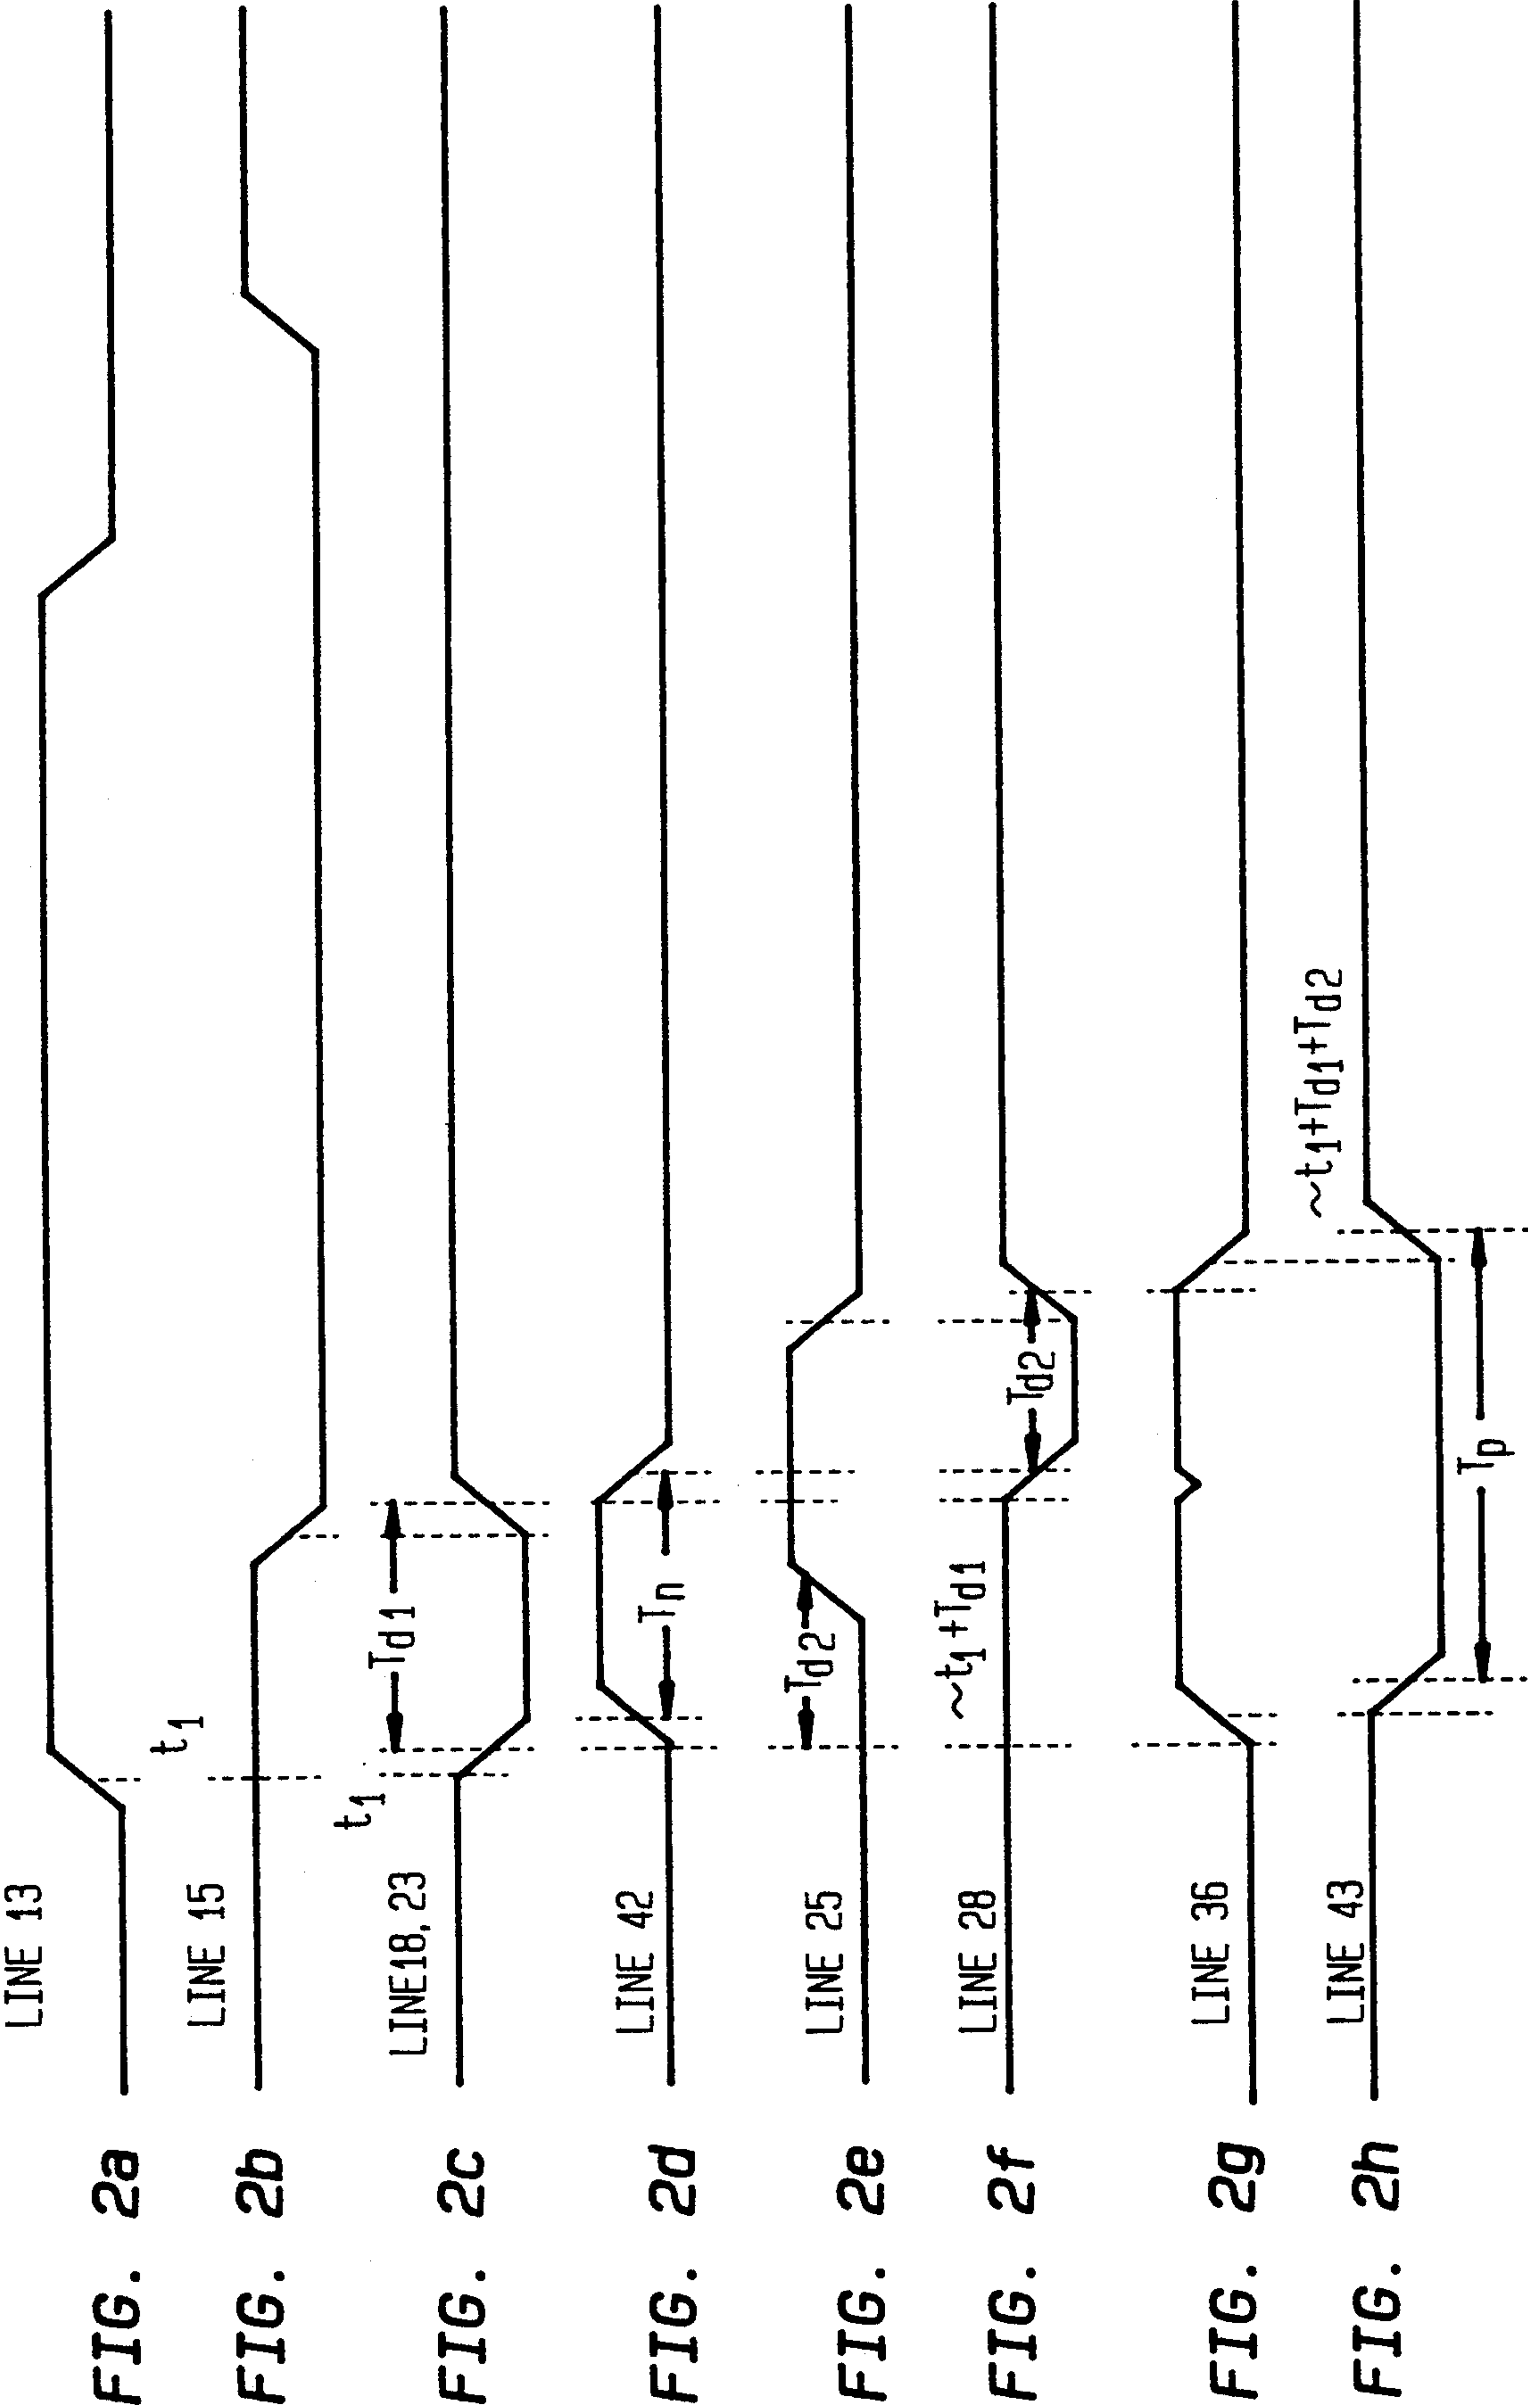 FIG. 2a
LINE 13
t1
FIG. 2b
LINE 15
t1
FIG. 2c
LINE18, 23
Td1
FIG. 2d
LINE 42
Tn
FIG. 2e
LINE 25
Td2
FIG. 2f
LINE 28
~t1+Td1
Td2
FIG. 2g
LINE 36
~t1+Td1+Td2
FIG. 2h
LINE 43
Tp